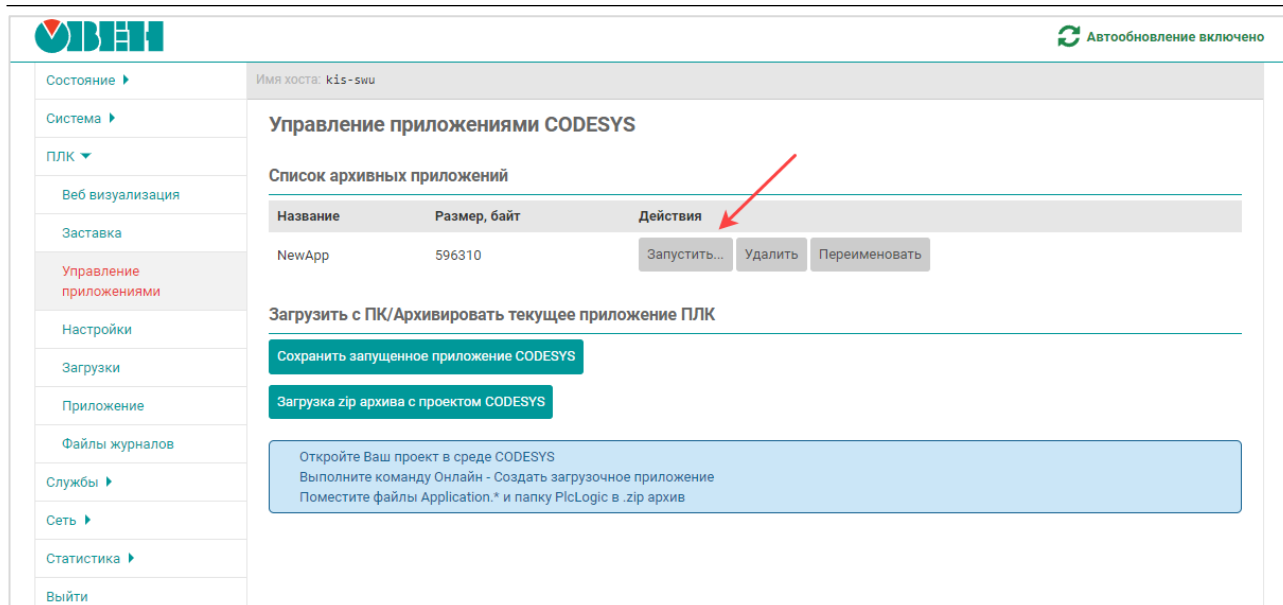 ОВЕН
Автообновление включено
Состояние
Система
ПЛК
Веб визуализация
Заставка
Управление
приложениями
Настройки
Загрузки
Приложение
Файлы журналов
Службы
Сеть
Статистика
Выйти
Имя хоста: kis-swu
Управление приложениями CODESYS
Список архивных приложений
Название Размер, байт Действия
NewApp 596310 Запустить... Удалить Переименовать
Загрузить с ПК/Архивировать текущее приложение ПЛК
Сохранить запущенное приложение CODESYS
Загрузка zip архива с проектом CODESYS
Откройте Ваш проект в среде CODESYS
Выполните команду Онлайн - Создать загрузочное приложение
Поместите файлы Application.* и папку PlcLogic в .zip архив